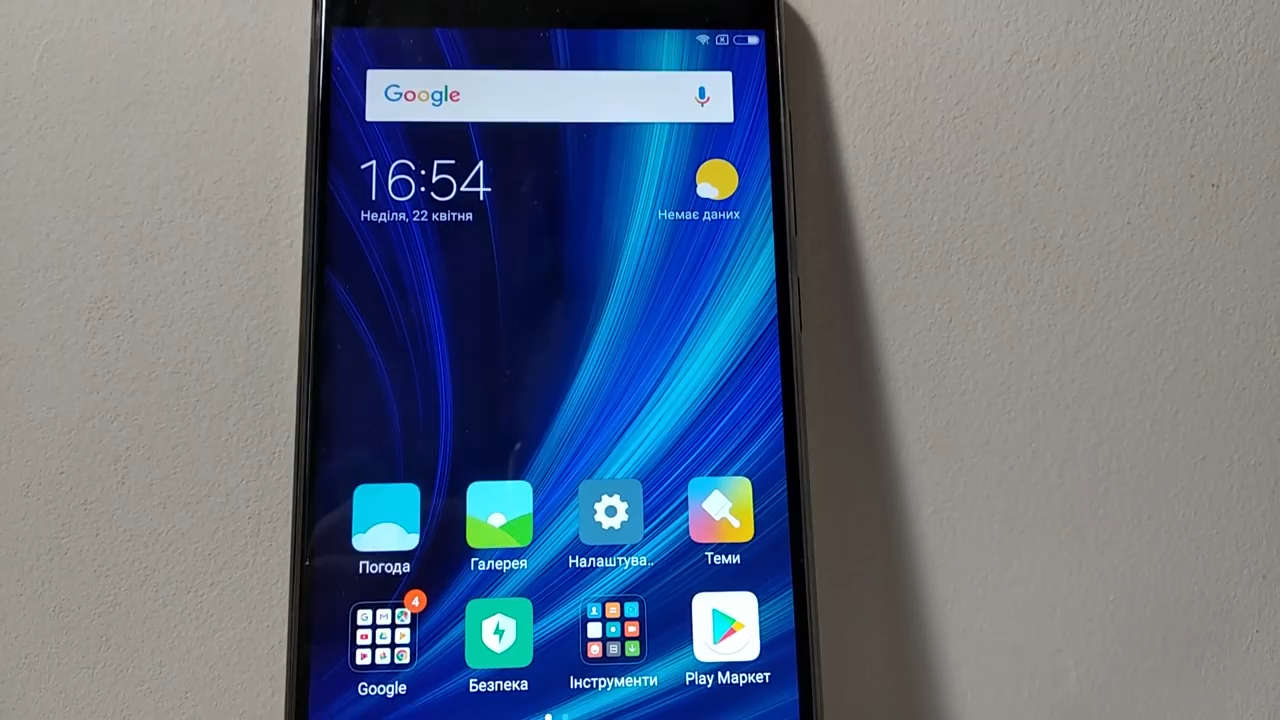 Google
16:54
Неділя, 22 квітня
Немає даних
Погода
Галерея
Налаштува..
Теми
4
Google
Безпека
Інструменти
Play Маркет